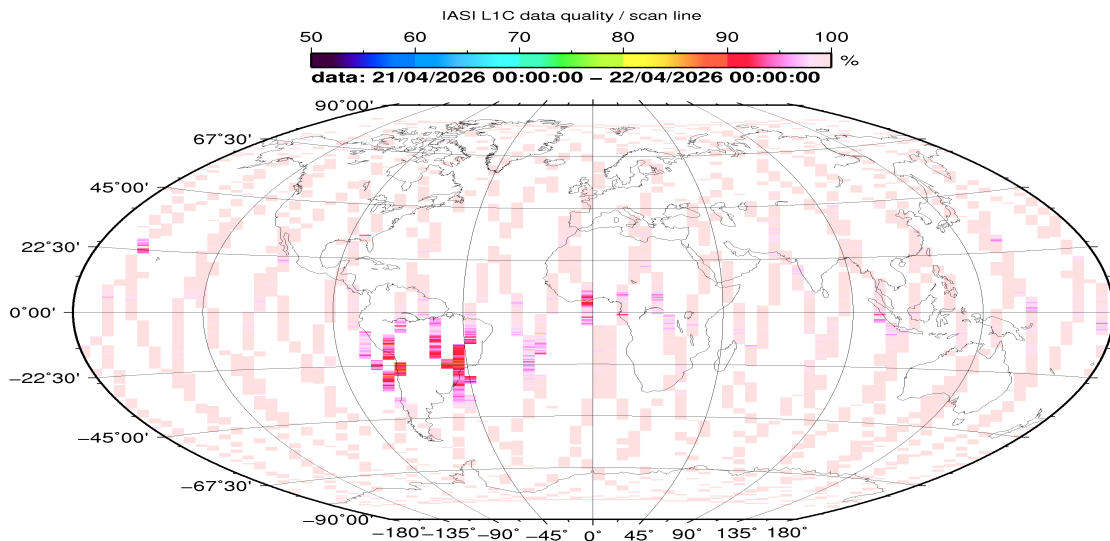 IASI L1C data quality / scan line
50 60 70 80 90 100
%
data: 21/04/2026 00:00:00 – 22/04/2026 00:00:00
90°00'
67°30'
45°00'
22°30'
0°00'
−22°30'
−45°00'
−67°30'
−90°00'
−180° −135° −90° −45° 0° 45° 90° 135° 180°